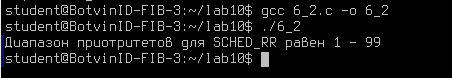 student@BotvinID-FIB-3:~/lab10$ gcc 6_2.c -o 6_2
student@BotvinID-FIB-3:~/lab10$ ./6_2
Диапазон приотритетов для SCHED_RR равен 1 - 99
student@BotvinID-FIB-3:~/lab10$